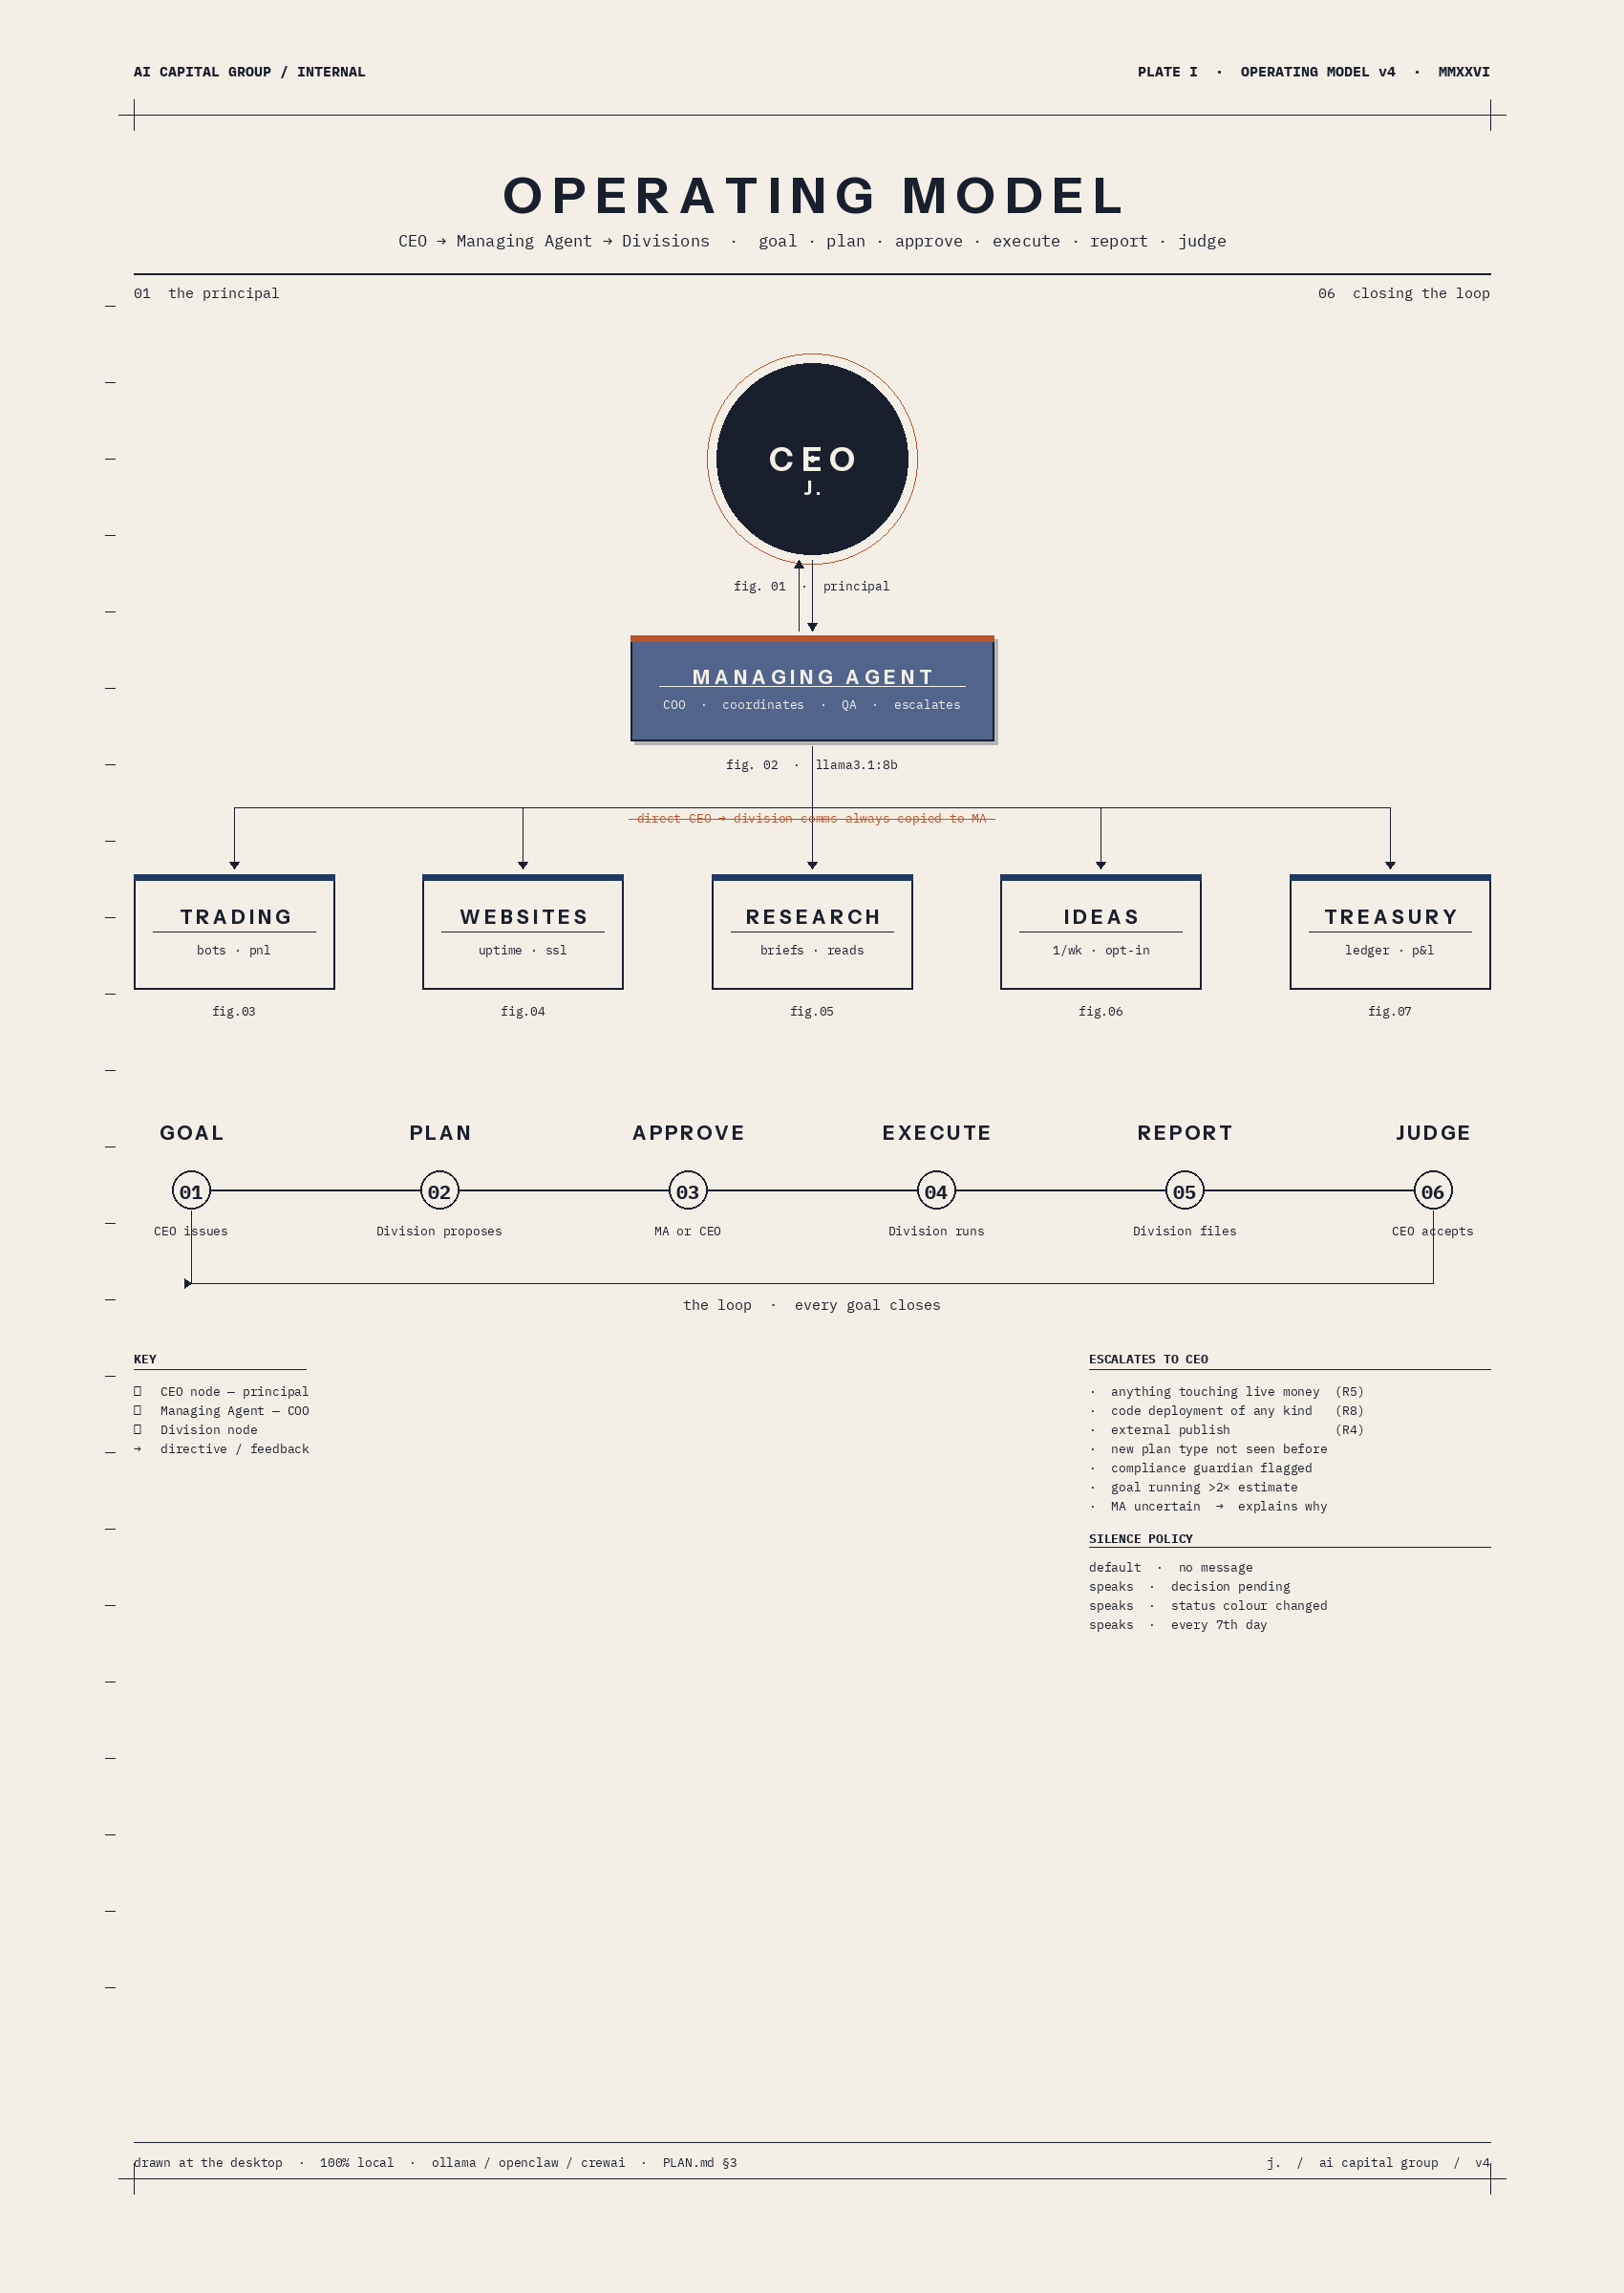 AI CAPITAL GROUP / INTERNAL
PLATE I · OPERATING MODEL v4 · MMXXVI
OPERATING MODEL
CEO → Managing Agent → Divisions · goal · plan · approve · execute · report · judge
01 the principal
06 closing the loop
CEO
J.
fig. 01 · principal
MANAGING AGENT
COO · coordinates · QA · escalates
fig. 02 · llama3.1:8b
direct CEO → division comms always copied to MA
TRADING
bots · pnl
fig.03
WEBSITES
uptime · ssl
fig.04
RESEARCH
briefs · reads
fig.05
IDEAS
1/wk · opt-in
fig.06
TREASURY
ledger · p&l
fig.07
GOAL
01
CEO issues
PLAN
02
Division proposes
APPROVE
03
MA or CEO
EXECUTE
04
Division runs
REPORT
05
Division files
JUDGE
06
CEO accepts
the loop · every goal closes
KEY
CEO node — principal
Managing Agent — COO
Division node
→ directive / feedback
ESCALATES TO CEO
· anything touching live money (R5)
· code deployment of any kind (R8)
· external publish (R4)
· new plan type not seen before
· compliance guardian flagged
· goal running >2× estimate
· MA uncertain → explains why
SILENCE POLICY
default · no message
speaks · decision pending
speaks · status colour changed
speaks · every 7th day
drawn at the desktop · 100% local · ollama / openclaw / crewai · PLAN.md §3
j. / ai capital group / v4